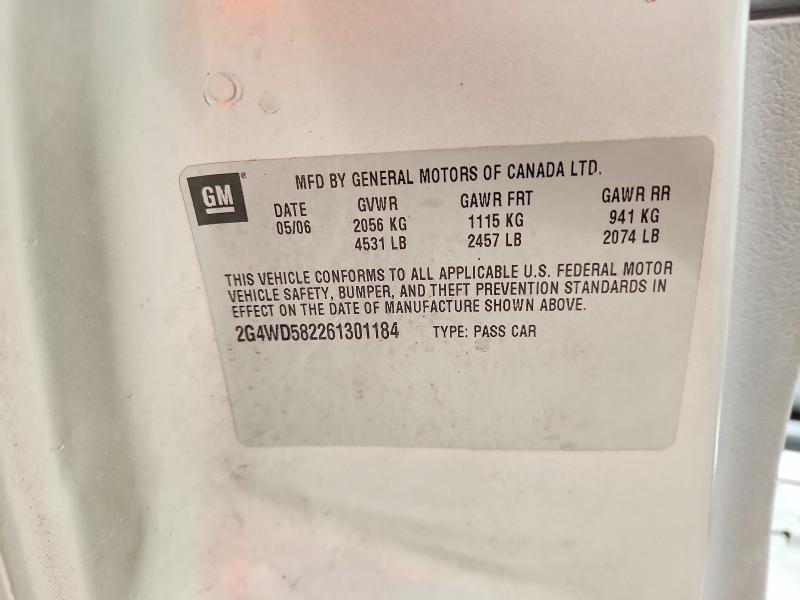 GM®
MFD BY GENERAL MOTORS OF CANADA LTD.
DATE GVWR GAWR FRT GAWR RR
05/06 2056 KG 1115 KG 941 KG
4531 LB 2457 LB 2074 LB
THIS VEHICLE CONFORMS TO ALL APPLICABLE U.S. FEDERAL MOTOR
VEHICLE SAFETY, BUMPER, AND THEFT PREVENTION STANDARDS IN
EFFECT ON THE DATE OF MANUFACTURE SHOWN ABOVE.
2G4WD582261301184 TYPE: PASS CAR